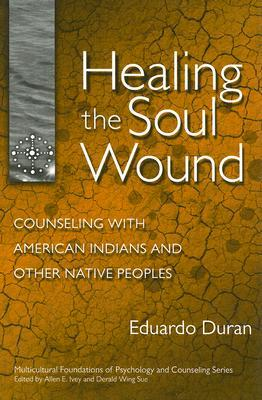 Healing
the Soul
Wound
COUNSELING WITH
AMERICAN INDIANS AND
OTHER NATIVE PEOPLES
Eduardo Duran
Multicultural Foundations of Psychology and Counseling Series
Edited by Allen E. Ivey and Derald Wing Sue